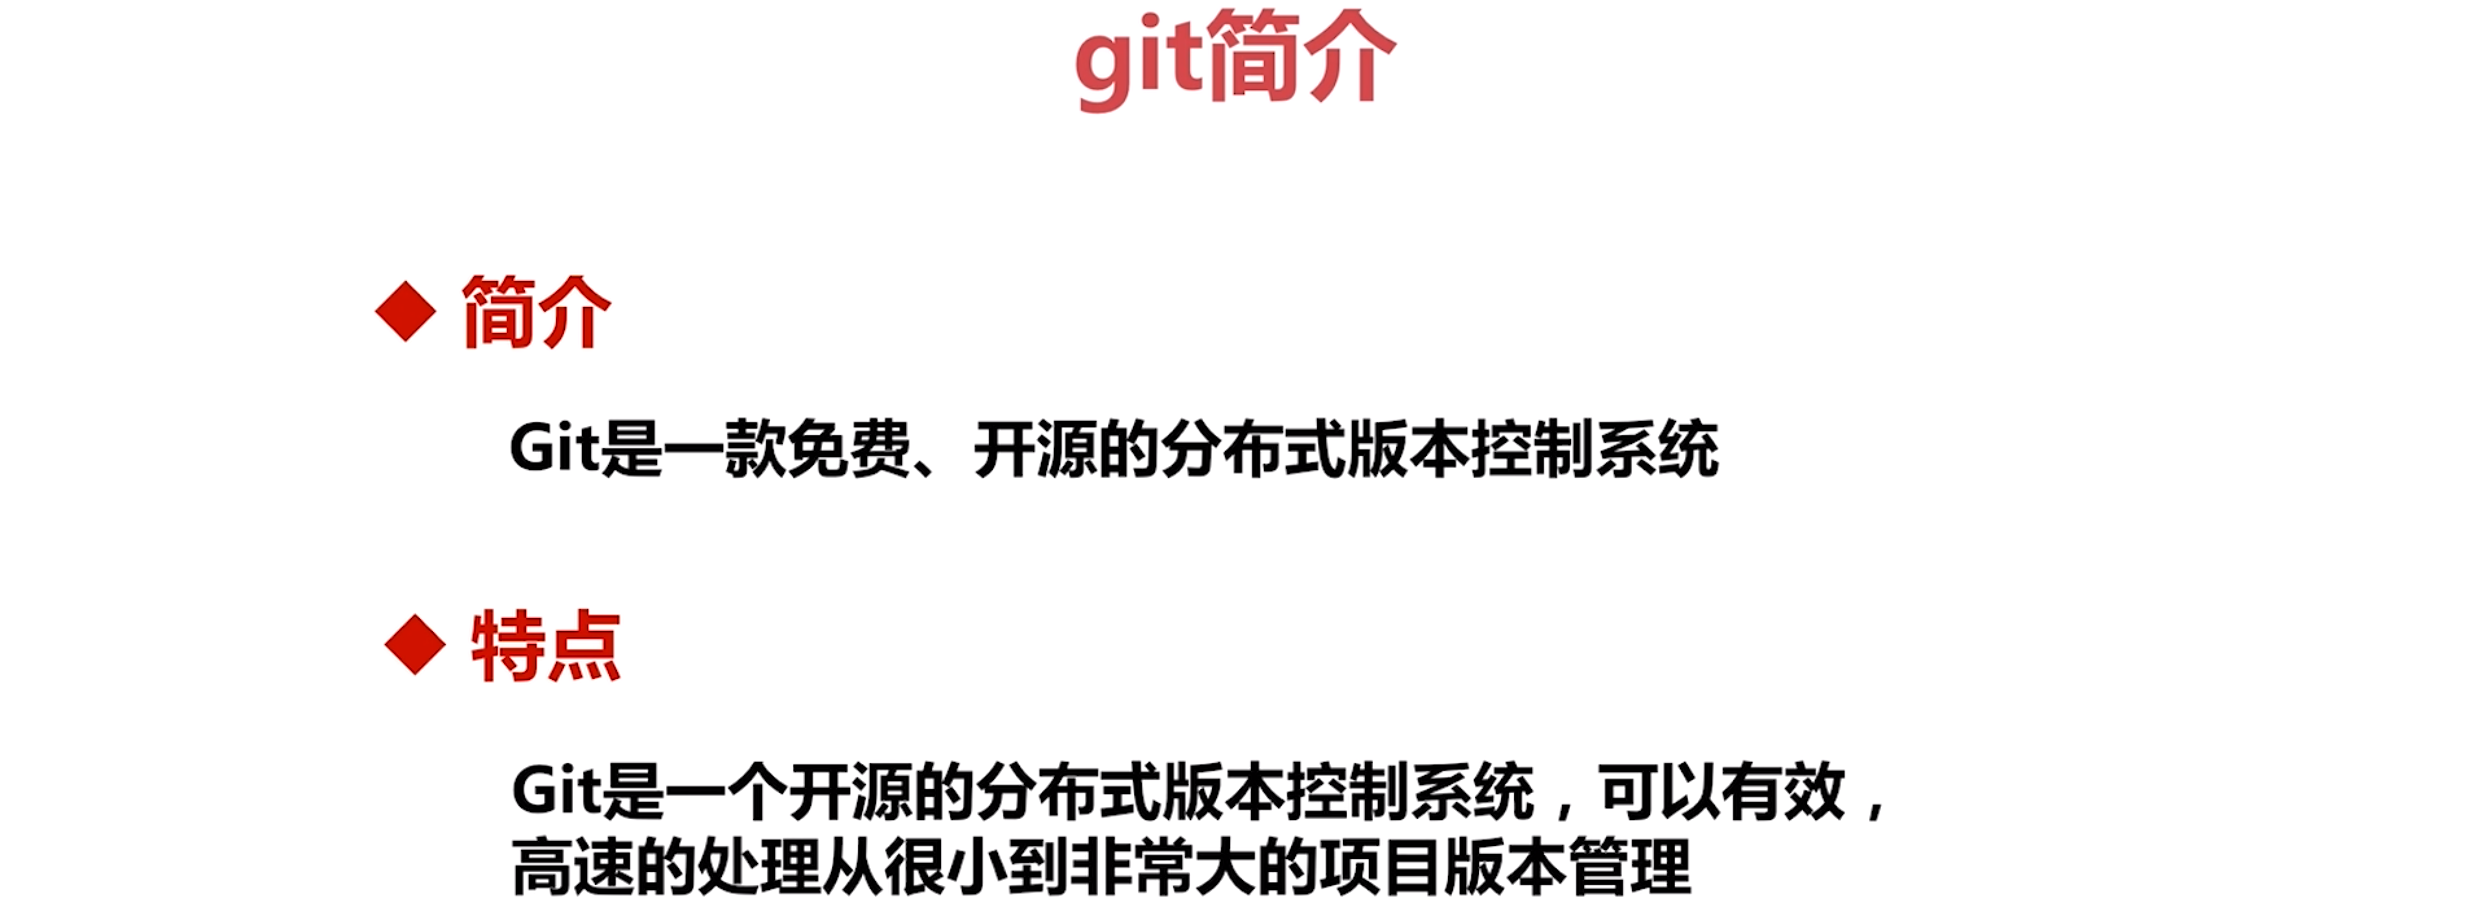 git简介
◆ 简介
Git是一款免费、开源的分布式版本控制系统
◆ 特点
Git是一个开源的分布式版本控制系统，可以有效，
高速的处理从很小到非常大的项目版本管理